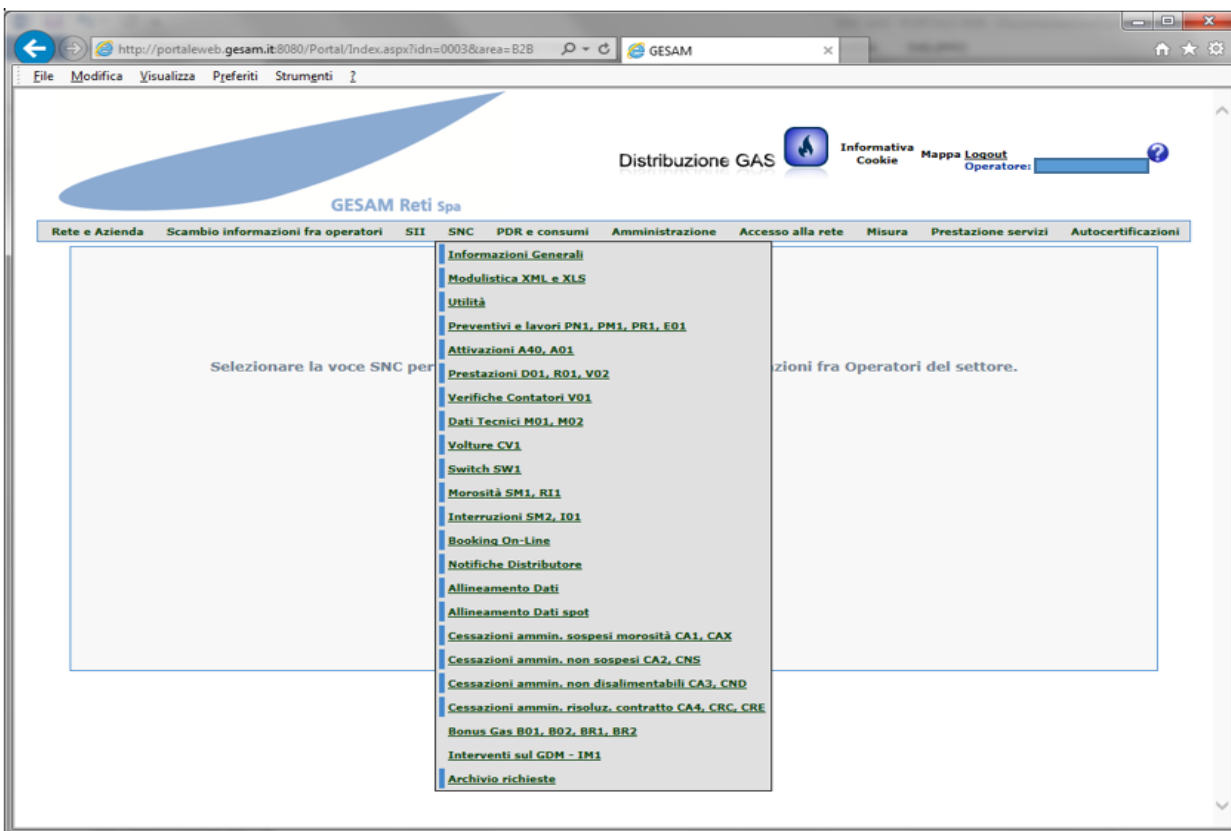 http://portaleweb.gesam.it:8080/Portal/Index.aspx?idn=0003&area=B2B
GESAM
File Modifica Visualizza Preferiti Strumenti ?
Distribuzione GAS
Informativa Cookie
Mappa Logout
Operatore:
GESAM Reti Spa
Rete e Azienda Scambio informazioni fra operatori SII SNC PDR e consumi Amministrazione Accesso alla rete Misura Prestazione servizi Autocertificazioni
Informazioni Generali
Modulistica XML e XLS
Utilità
Preventivi e lavori PN1, PM1, PR1, E01
Attivazioni A40, A01
Selezionare la voce SNC per
zioni fra Operatori del settore.
Prestazioni D01, R01, V02
Verifiche Contatori V01
Dati Tecnici M01, M02
Volture CV1
Switch SW1
Morosità SM1, RI1
Interruzioni SM2, I01
Booking On-Line
Notifiche Distributore
Allineamento Dati
Allineamento Dati spot
Cessazioni ammin. sospesi morosità CA1, CAX
Cessazioni ammin. non sospesi CA2, CNS
Cessazioni ammin. non disalimentabili CA3, CND
Cessazioni ammin. risoluz. contratto CA4, CRC, CRE
Bonus Gas B01, B02, BR1, BR2
Interventi sul GDM - IM1
Archivio richieste